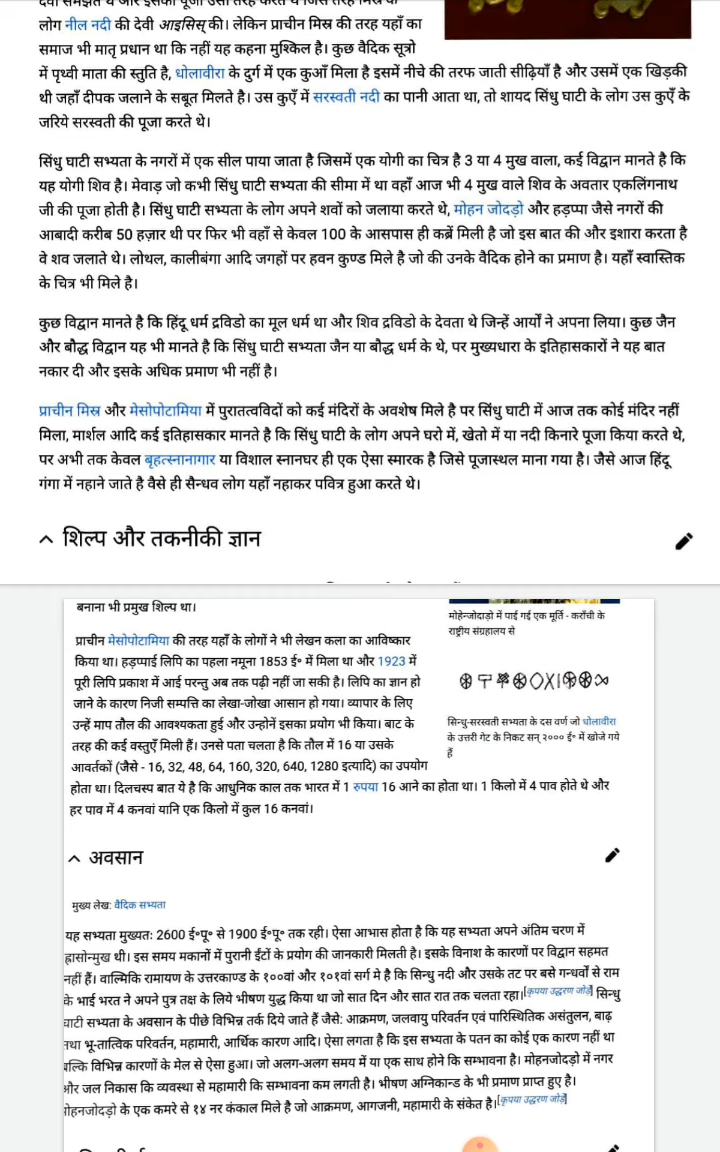 लोग नील नदी की देवी आइसिस् की। लेकिन प्राचीन मिस्र की तरह यहाँ का
समाज भी मातृ प्रधान था कि नहीं यह कहना मुश्किल है। कुछ वैदिक सूत्रो
में पृथ्वी माता की स्तुति है, धोलावीरा के दुर्ग में एक कुआँ मिला है इसमें नीचे की तरफ जाती सीढ़ियाँ है और उसमें एक खिड़की
थी जहाँ दीपक जलाने के सबूत मिलते है। उस कुएँ में सरस्वती नदी का पानी आता था, तो शायद सिंधु घाटी के लोग उस कुएँ के
जरिये सरस्वती की पूजा करते थे।
सिंधु घाटी सभ्यता के नगरों में एक सील पाया जाता है जिसमें एक योगी का चित्र है 3 या 4 मुख वाला, कई विद्वान मानते है कि
यह योगी शिव है। मेवाड़ जो कभी सिंधु घाटी सभ्यता की सीमा में था वहाँ आज भी 4 मुख वाले शिव के अवतार एकलिंगनाथ
जी की पूजा होती है। सिंधु घाटी सभ्यता के लोग अपने शवों को जलाया करते थे, मोहन जोदड़ो और हड़प्पा जैसे नगरों की
आबादी करीब 50 हज़ार थी पर फिर भी वहाँ से केवल 100 के आसपास ही कब्रें मिली है जो इस बात की और इशारा करता है
वे शव जलाते थे। लोथल, कालीबंगा आदि जगहों पर हवन कुण्ड मिले है जो की उनके वैदिक होने का प्रमाण है। यहाँ स्वास्तिक
के चित्र भी मिले है।
कुछ विद्वान मानते है कि हिंदू धर्म द्रविडो का मूल धर्म था और शिव द्रविडो के देवता थे जिन्हें आर्यों ने अपना लिया। कुछ जैन
और बौद्ध विद्वान यह भी मानते है कि सिंधु घाटी सभ्यता जैन या बौद्ध धर्म के थे, पर मुख्यधारा के इतिहासकारों ने यह बात
नकार दी और इसके अधिक प्रमाण भी नहीं है।
प्राचीन मिस्र और मेसोपोटामिया में पुरातत्वविदों को कई मंदिरों के अवशेष मिले है पर सिंधु घाटी में आज तक कोई मंदिर नहीं
मिला, मार्शल आदि कई इतिहासकार मानते है कि सिंधु घाटी के लोग अपने घरो में, खेतो में या नदी किनारे पूजा किया करते थे,
पर अभी तक केवल बृहत्स्नानागार या विशाल स्नानघर ही एक ऐसा स्मारक है जिसे पूजास्थल माना गया है। जैसे आज हिंदू
गंगा में नहाने जाते है वैसे ही सैन्धव लोग यहाँ नहाकर पवित्र हुआ करते थे।
शिल्प और तकनीकी ज्ञान
बनाना भी प्रमुख शिल्प था।
प्राचीन मेसोपोटामिया की तरह यहाँ के लोगों ने भी लेखन कला का आविष्कार
किया था। हड़प्पाई लिपि का पहला नमूना 1853 ई॰ में मिला था और 1923 में
पूरी लिपि प्रकाश में आई परन्तु अब तक पढ़ी नहीं जा सकी है। लिपि का ज्ञान हो
जाने के कारण निजी सम्पत्ति का लेखा-जोखा आसान हो गया। व्यापार के लिए
उन्हें माप तौल की आवश्यकता हुई और उन्होनें इसका प्रयोग भी किया। बाट के
तरह की कई वस्तुएँ मिली हैं। उनसे पता चलता है कि तौल में 16 या उसके
आवर्तकों (जैसे - 16, 32, 48, 64, 160, 320, 640, 1280 इत्यादि) का उपयोग
होता था। दिलचस्प बात ये है कि आधुनिक काल तक भारत में 1 रुपया 16 आने का होता था। 1 किलो में 4 पाव होते थे और
हर पाव में 4 कनवां यानि एक किलो में कुल 16 कनवां।
मोहेन्जोदाड़ो में पाई गई एक मूर्ति - कराँची के
राष्ट्रीय संग्रहालय से
सिन्धु-सरस्वती सभ्यता के दस वर्ण जो धोलावीरा
के उत्तरी गेट के निकट सन् २००० ई॰ में खोजे गये
हैं
अवसान
मुख्य लेख: वैदिक सभ्यता
यह सभ्यता मुख्यतः 2600 ई॰पू॰ से 1900 ई॰पू॰ तक रही। ऐसा आभास होता है कि यह सभ्यता अपने अंतिम चरण में
ह्रासोन्मुख थी। इस समय मकानों में पुरानी ईंटों के प्रयोग की जानकारी मिलती है। इसके विनाश के कारणों पर विद्वान सहमत
नहीं हैं। वाल्मिकि रामायण के उत्तरकाण्ड के १००वां और १०१वां सर्ग मे है कि सिन्धु नदी और उसके तट पर बसे गन्धर्वों से राम
के भाई भरत ने अपने पुत्र तक्ष के लिये भीषण युद्ध किया था जो सात दिन और सात रात तक चलता रहा।[कृपया उद्धरण जोड़ें] सिन्धु
घाटी सभ्यता के अवसान के पीछे विभिन्न तर्क दिये जाते हैं जैसे: आक्रमण, जलवायु परिवर्तन एवं पारिस्थितिक असंतुलन, बाढ़
तथा भू-तात्विक परिवर्तन, महामारी, आर्थिक कारण आदि। ऐसा लगता है कि इस सभ्यता के पतन का कोई एक कारण नहीं था
बल्कि विभिन्न कारणों के मेल से ऐसा हुआ। जो अलग-अलग समय में या एक साथ होने कि सम्भावना है। मोहनजोदड़ो में नगर
और जल निकास कि व्यवस्था से महामारी कि सम्भावना कम लगती है। भीषण अग्निकान्ड के भी प्रमाण प्राप्त हुए है।
मोहनजोदड़ो के एक कमरे से १४ नर कंकाल मिले है जो आक्रमण, आगजनी, महामारी के संकेत है।[कृपया उद्धरण जोड़ें]